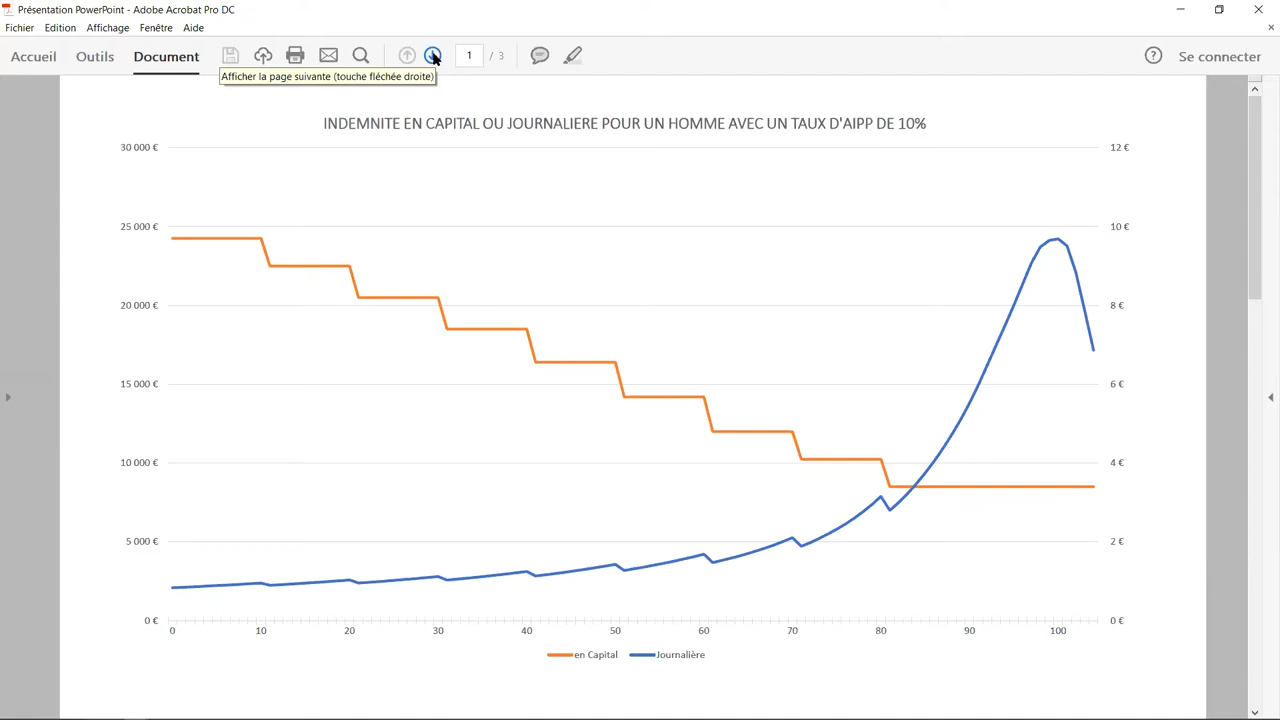 Présentation PowerPoint - Adobe Acrobat Pro DC
Fichier Edition Affichage Fenêtre Aide
Accueil Outils Document 1 / 3 Se connecter
Afficher la page suivante (touche fléchée droite)
INDEMNITE EN CAPITAL OU JOURNALIERE POUR UN HOMME AVEC UN TAUX D'AIPP DE 10%
30 000 € 12 €
25 000 € 10 €
20 000 € 8 €
15 000 € 6 €
10 000 € 4 €
5 000 € 2 €
0 € 0 €
0 10 20 30 40 50 60 70 80 90 100
en Capital Journalière